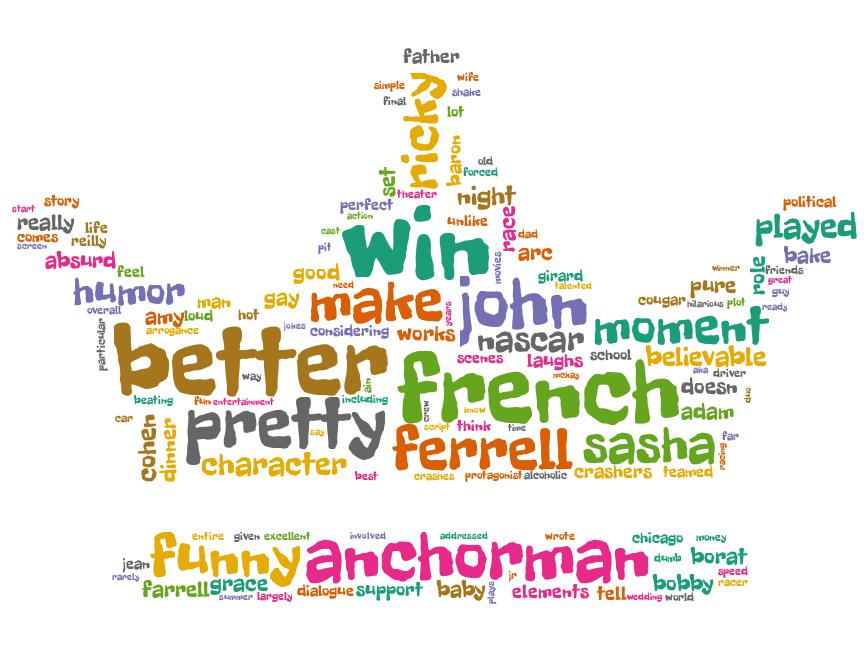 father
simple
wife
final
shake
lot
ricky
baron
old
forced
set
theater
night
perfect
action
story
start
really
life
comes
reilly
screen
absurd
feel
political
played
bake
role
friends
great
guy
ready
cast
pit
win
unlike
race
dad
arc
movies
good
need
girard
talented
winner
pure
cougar
hilarious
plot
humor
overall
man
gay
make
years
john
amy
loud
hot
arrogance
jokes
considering
works
nascar
moment
particular
better
way
ain
scenes
laughs
school
believable
mckay
aka
driver
french
doesn
don
beating
fun
entertainment
including
crew
know
adam
car
cohen
dinner
pretty
say
script
think
time
far
racing
ferrell
sasha
character
best
crashes
protagonist
alcoholic
crashers
teamed
entire
given
excellent
involved
addressed
wrote
chicago
money
jean
funny
anchorman
dumb
borat
rarely
speed
jr
farrell
grace
summer
largely
dialogue
support
baby
plays
elements
tell
wedding
world
bobby
racer